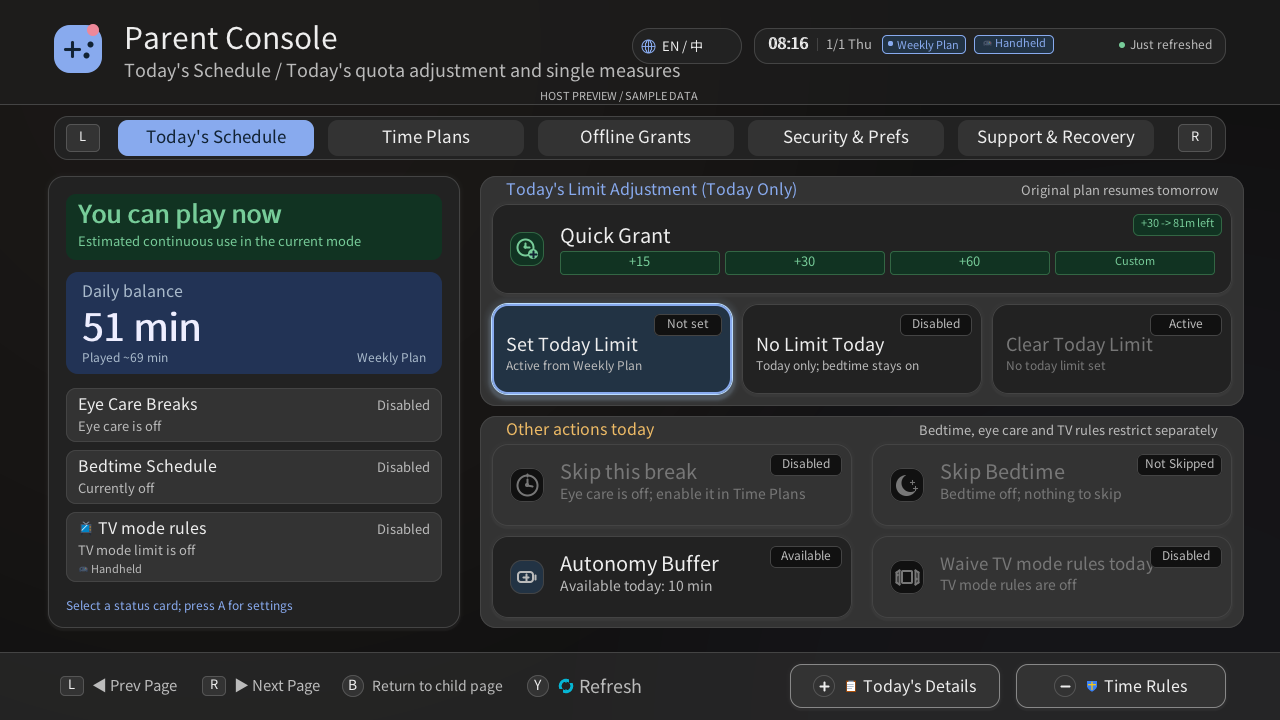 Parent Console
Today's Schedule / Today's quota adjustment and single measures
EN / 中
08:16
1/1 Thu
Weekly Plan
Handheld
Just refreshed
HOST PREVIEW / SAMPLE DATA
L
Today's Schedule
Time Plans
Offline Grants
Security & Prefs
Support & Recovery
R
You can play now
Estimated continuous use in the current mode
Daily balance
51 min
Played ~69 min
Weekly Plan
Eye Care Breaks
Disabled
Eye care is off
Bedtime Schedule
Disabled
Currently off
TV mode rules
Disabled
TV mode limit is off
Handheld
Select a status card; press A for settings
Today's Limit Adjustment (Today Only)
Original plan resumes tomorrow
Quick Grant
+30 -> 81m left
+15
+30
+60
Custom
Not set
Set Today Limit
Active from Weekly Plan
Disabled
No Limit Today
Today only; bedtime stays on
Active
Clear Today Limit
No today limit set
Other actions today
Bedtime, eye care and TV rules restrict separately
Skip this break
Disabled
Eye care is off; enable it in Time Plans
Skip Bedtime
Not Skipped
Bedtime off; nothing to skip
Autonomy Buffer
Available
Available today: 10 min
Waive TV mode rules today
Disabled
TV mode rules are off
L
Prev Page
R
Next Page
B
Return to child page
Y
Refresh
+
Today's Details
−
Time Rules